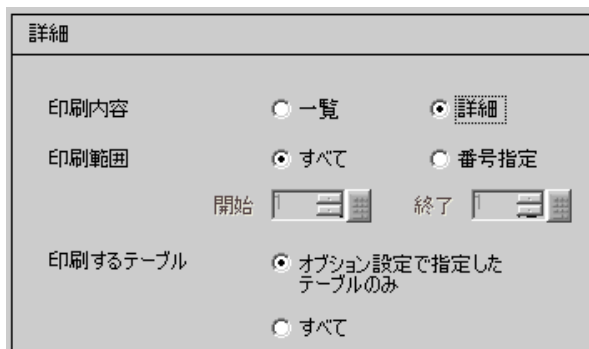 詳細
印刷内容 一覧 詳細
印刷範囲 すべて 番号指定
開始 1 終了 1
印刷するテーブル オプション設定で指定した
テーブルのみ
すべて